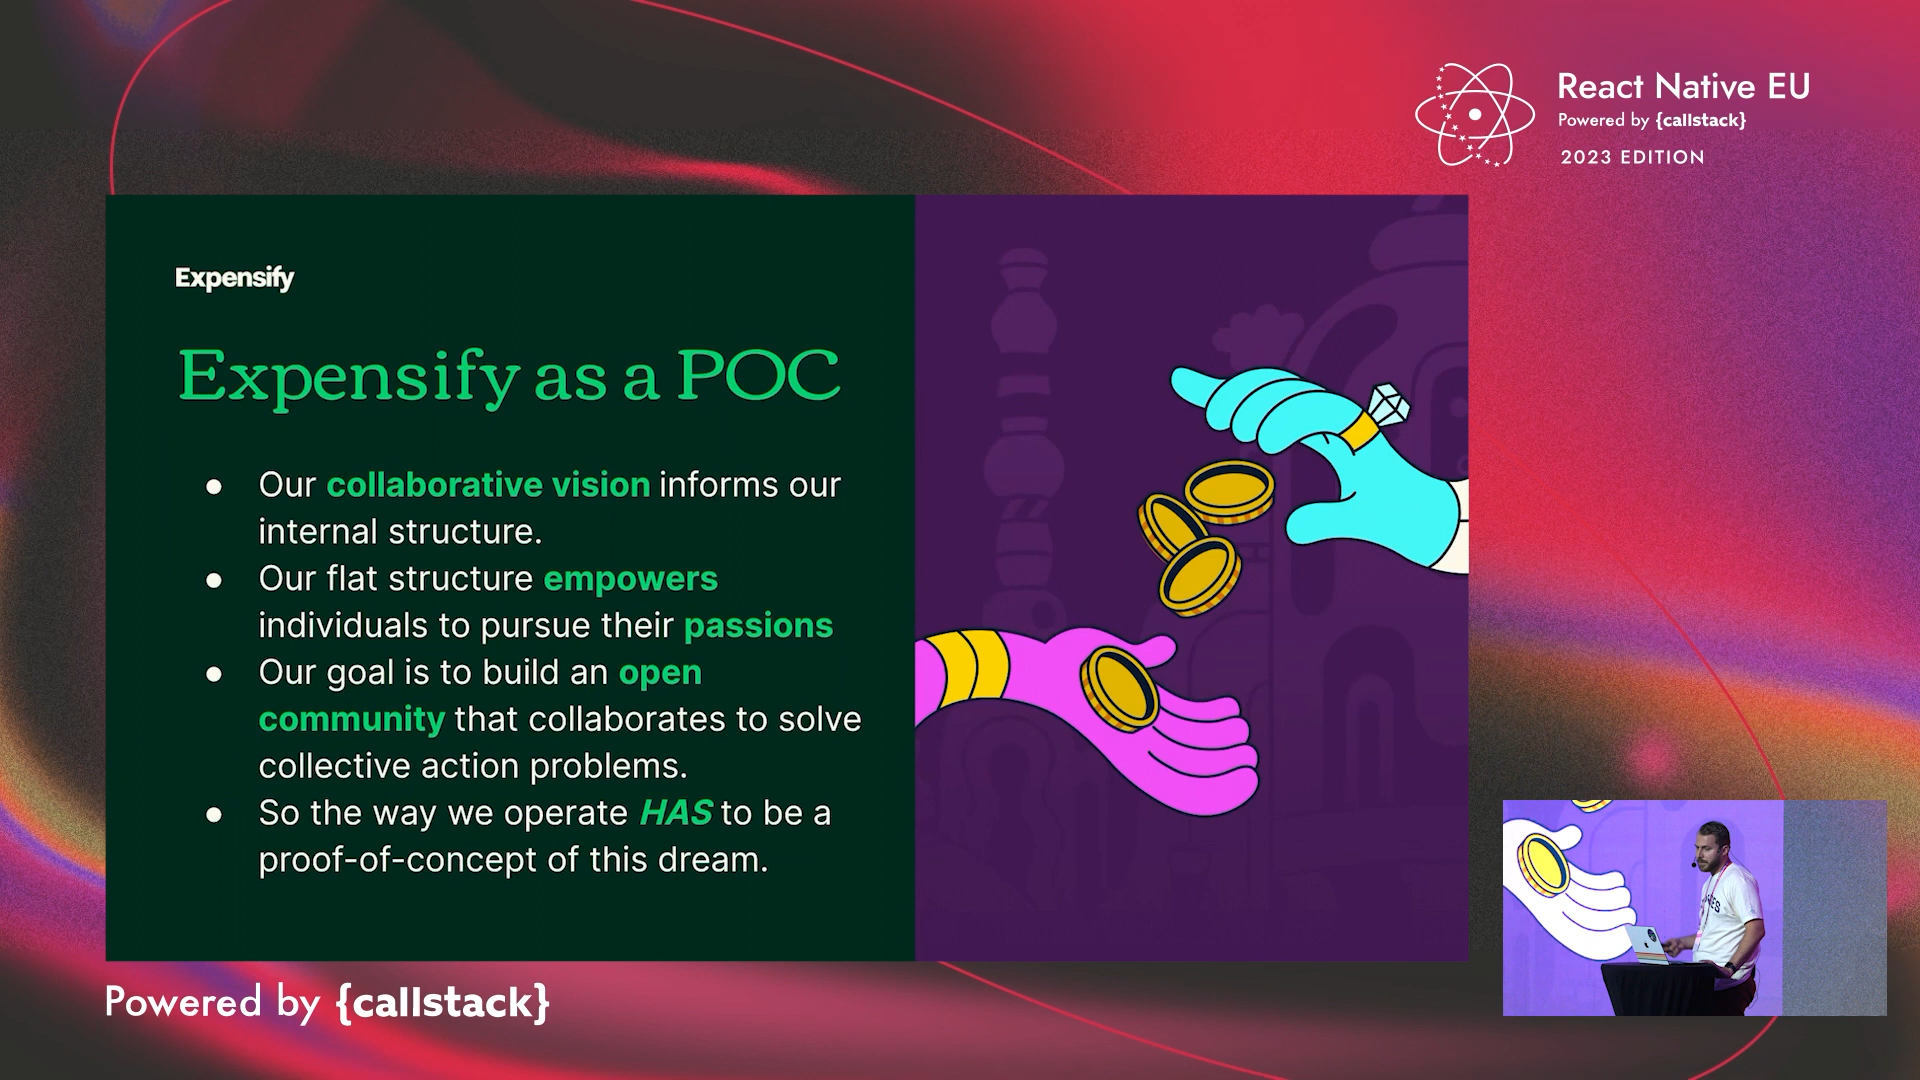 React Native EU
Powered by {callstack}
2023 EDITION
Expensify
Expensify as a POC
● Our collaborative vision informs our
internal structure.
● Our flat structure empowers
individuals to pursue their passions
● Our goal is to build an open
community that collaborates to solve
collective action problems.
● So the way we operate HAS to be a
proof-of-concept of this dream.
Powered by {callstack}